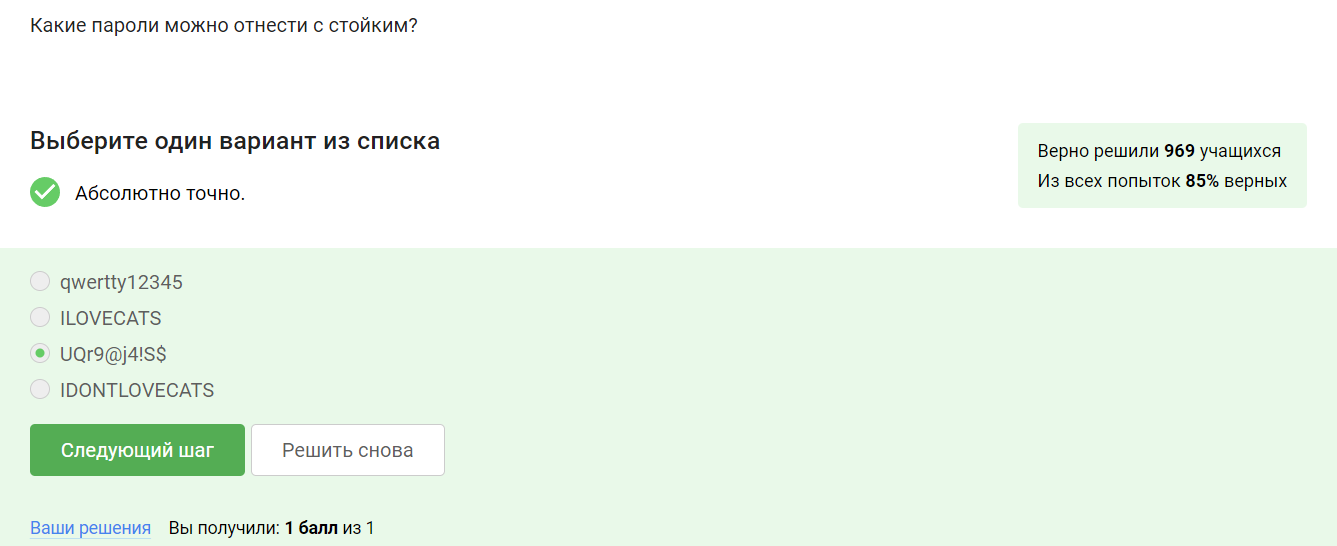 Какие пароли можно отнести с стойким?
Выберите один вариант из списка
Абсолютно точно.
Верно решили 969 учащихся
Из всех попыток 85% верных
qwertty12345
ILOVECATS
UQr9@j4!S$
IDONTLOVECATS
Следующий шаг
Решить снова
Ваши решения Вы получили: 1 балл из 1